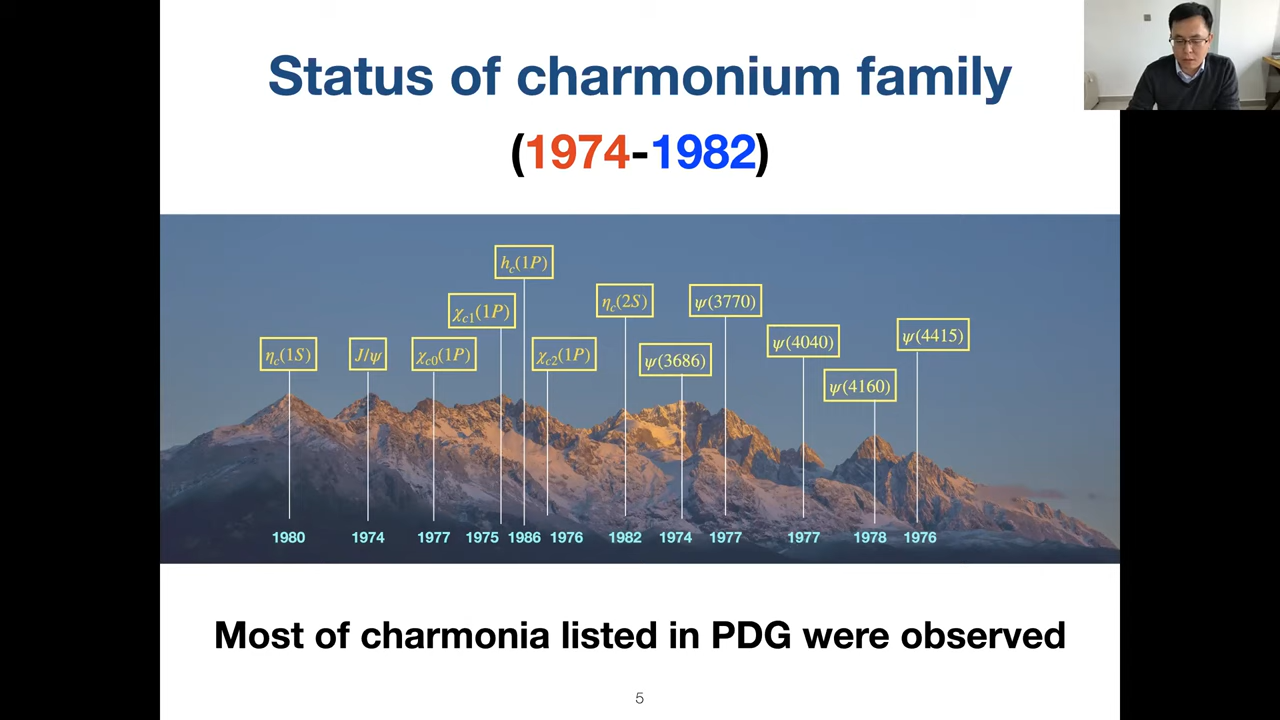 Status of charmonium family
(1974-1982)
h_c(1P)
η_c(2S)
ψ(3770)
χ_c1(1P)
ψ(4040)
ψ(4415)
η_c(1S)
J/ψ
χ_c0(1P)
χ_c2(1P)
ψ(3686)
ψ(4160)
1980 1974 1977 1975 1986 1976 1982 1974 1977 1977 1978 1976
Most of charmonia listed in PDG were observed
5